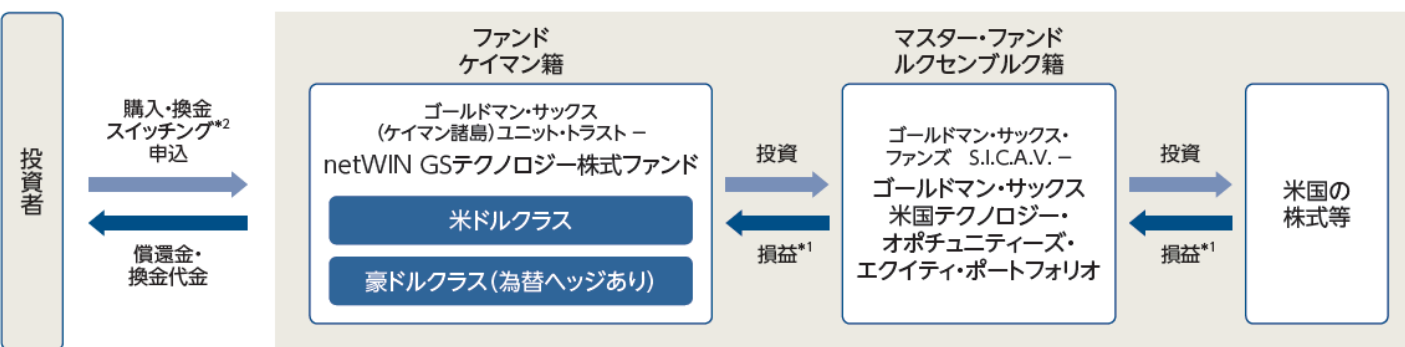 投資者
購入・換金
スイッチング*2
申込
償還金・
換金代金
ファンド
ケイマン籍
ゴールドマン・サックス
(ケイマン諸島)ユニット・トラスト –
netWIN GSテクノロジー株式ファンド
米ドルクラス
豪ドルクラス(為替ヘッジあり)
投資
損益*1
マスター・ファンド
ルクセンブルク籍
ゴールドマン・サックス・
ファンズ S.I.C.A.V. –
ゴールドマン・サックス
米国テクノロジー・
オポチュニティーズ・
エクイティ・ポートフォリオ
投資
損益*1
米国の
株式等